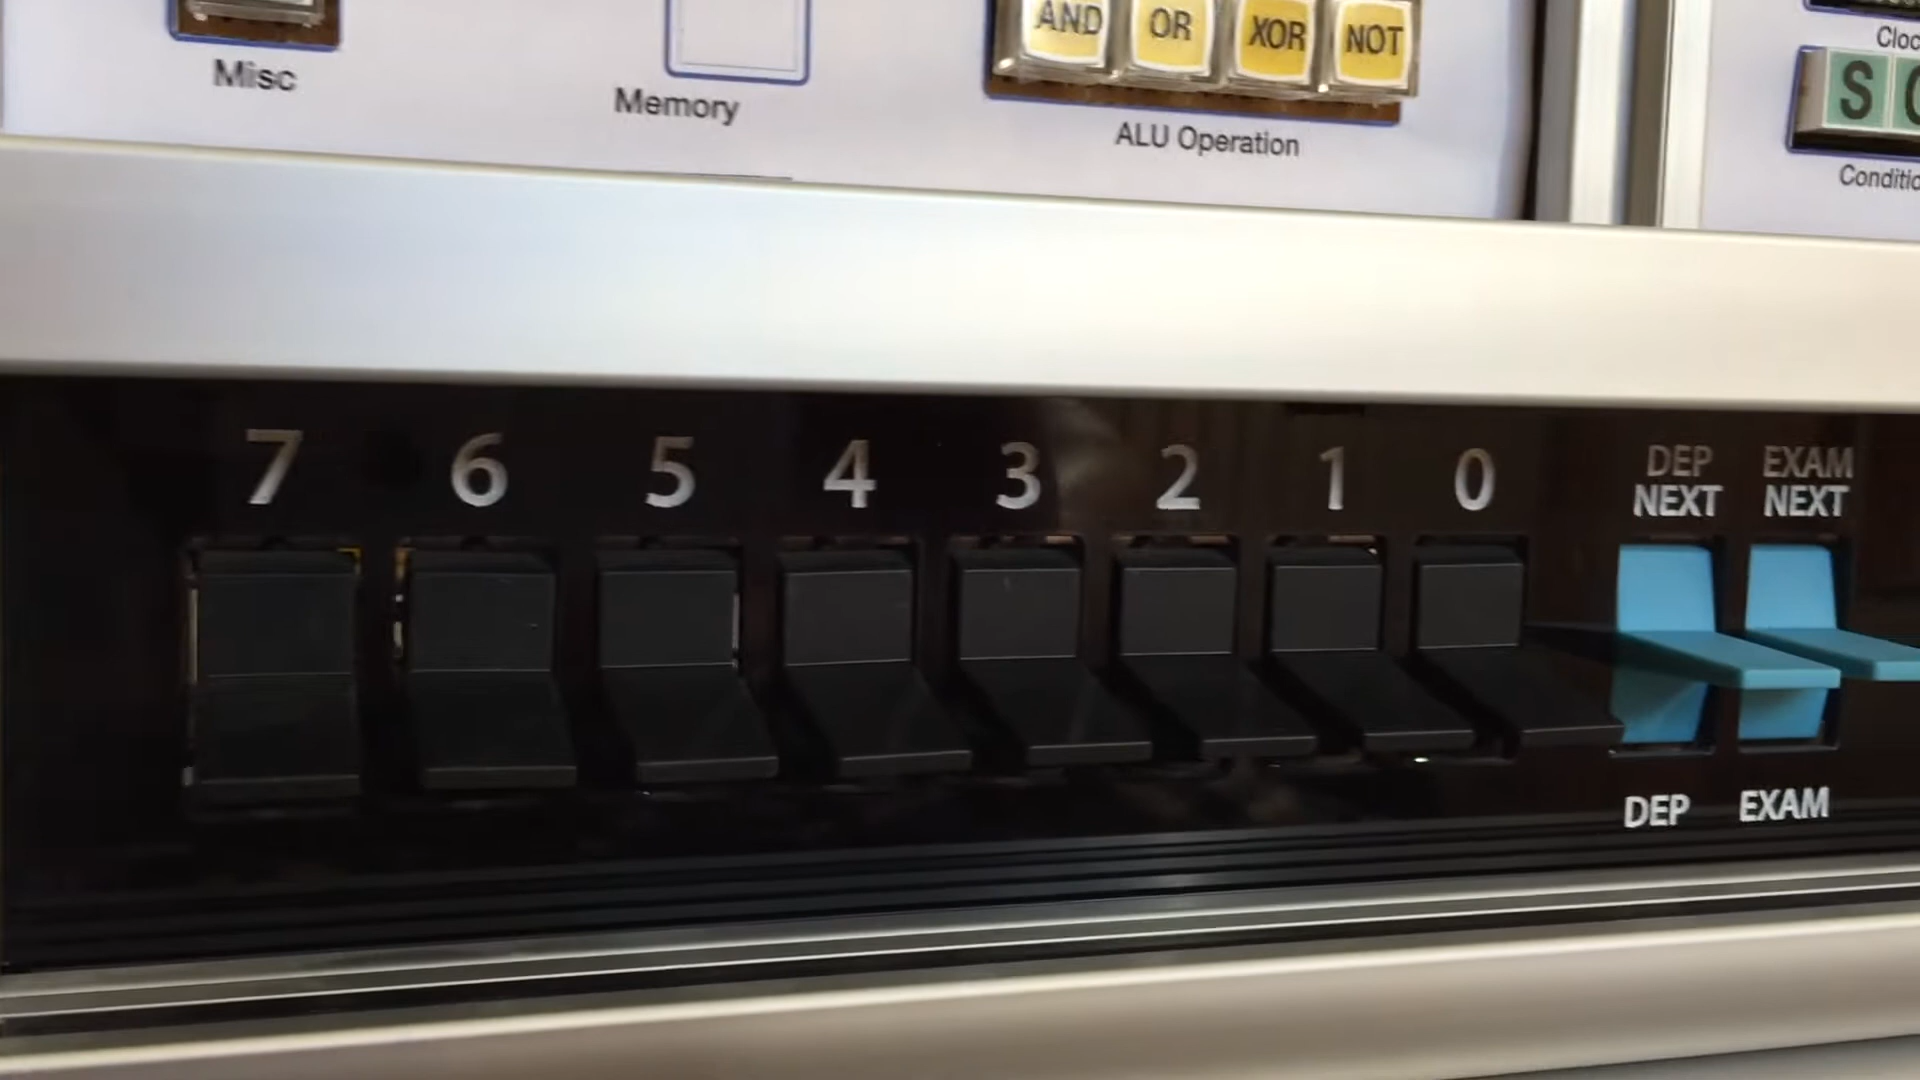 AND OR XOR NOT
Misc
Memory
ALU Operation
S
7 6 5 4 3 2 1 0
DEP
NEXT
EXAM
NEXT
DEP
EXAM